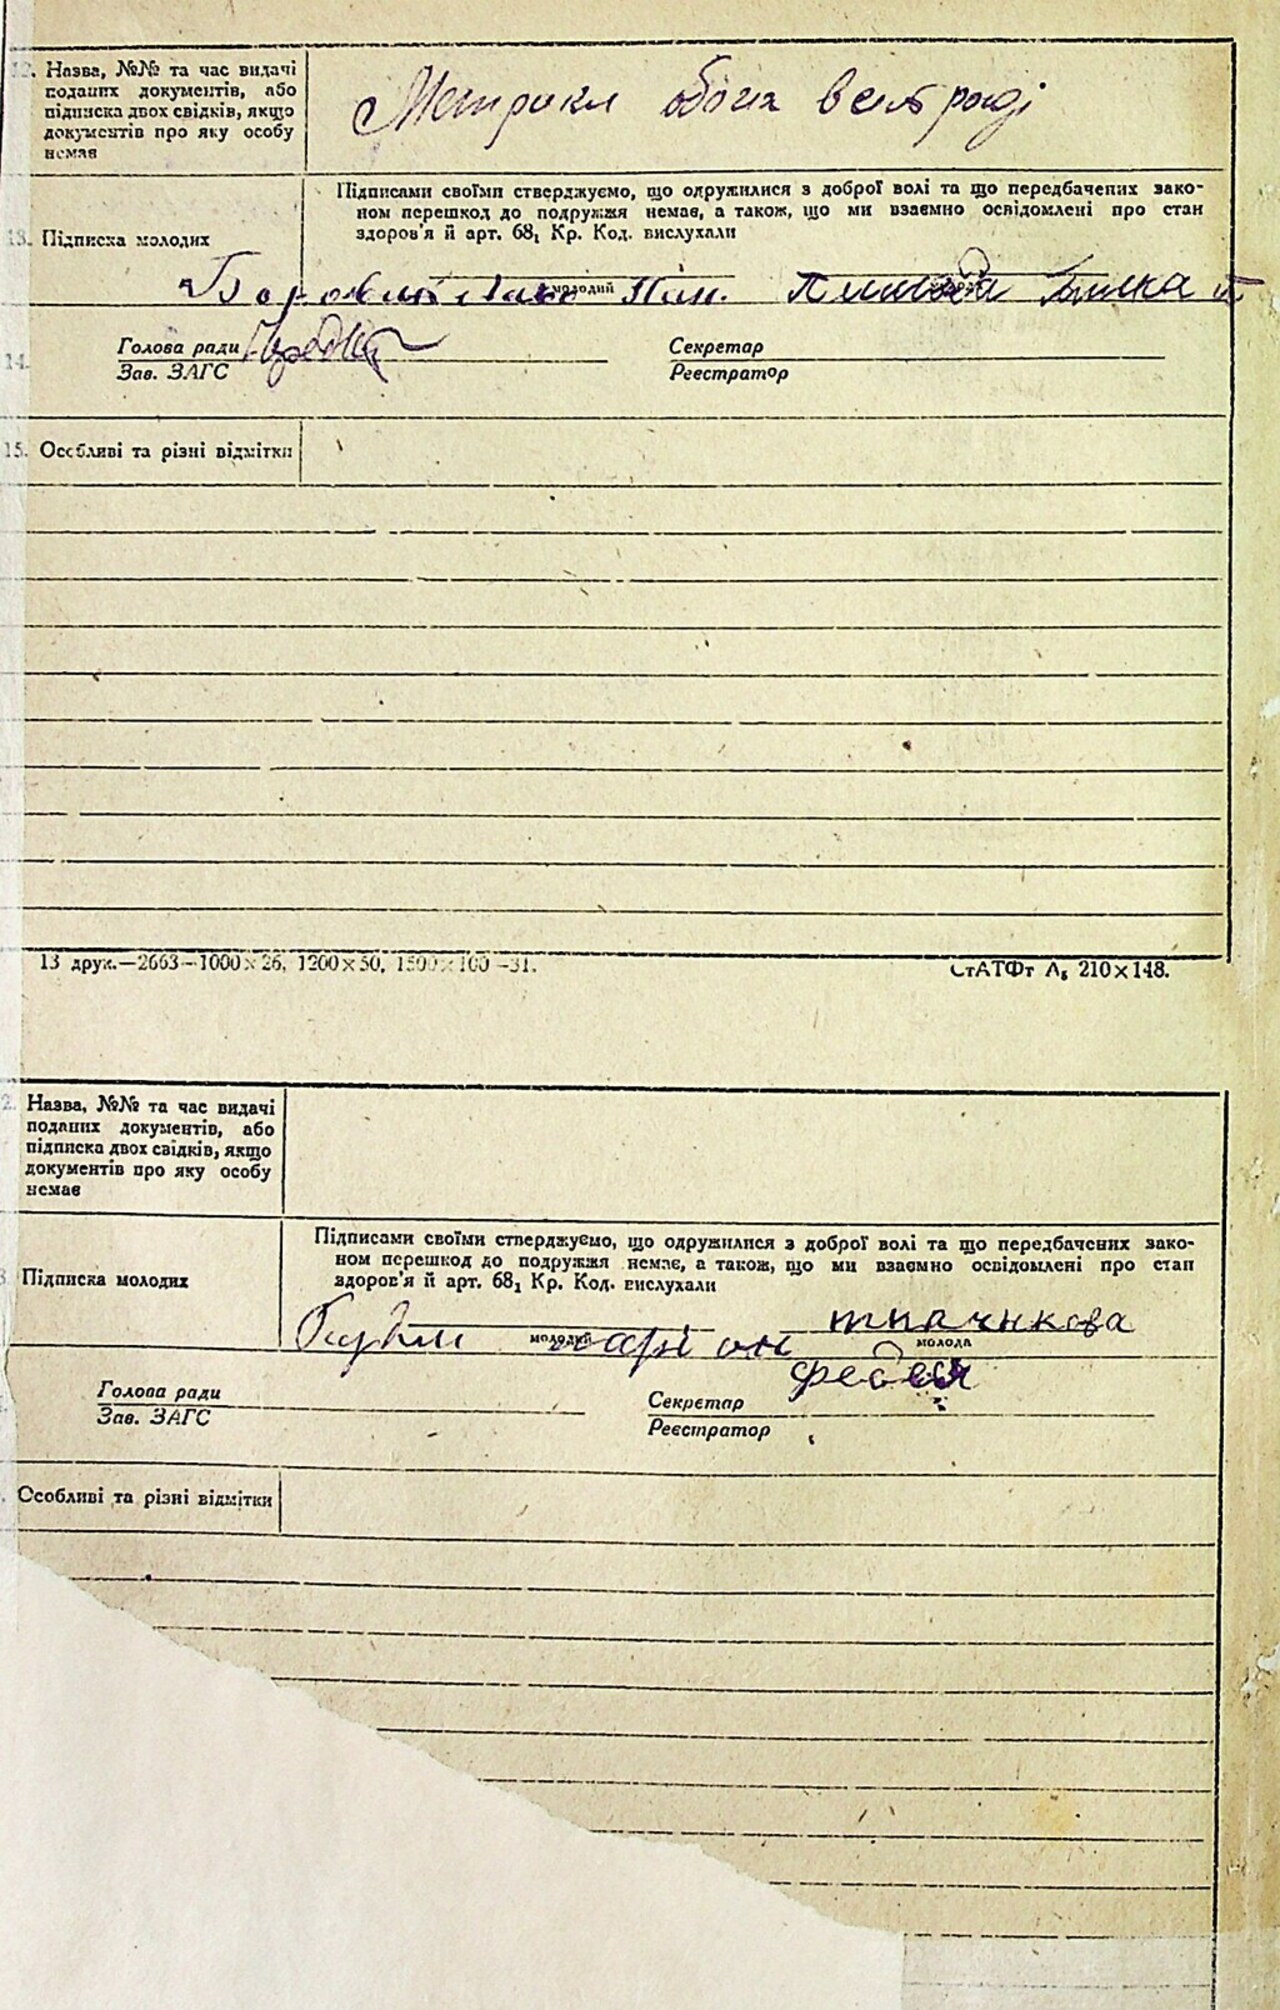 12. Назва, №№ та час видачі
поданих документів, або
підписка двох свідків, якщо
документів про яку особу
немає
Метрики обоих в сельраді
13. Підписка молодих
Підписами своїми стверджуємо, що одружилися з доброї волі та що передбачених зако-
ном перешкод до подружжя немає, а також, що ми взаємно освідомлені про стан
здоров'я й арт. 68₁ Кр. Код. вислухали
молодий
14.
Голова ради
Зав. ЗАГС
Секретар
Реєстратор
15. Особливі та різні відмітки
13 друк.—2663—1000×26, 1200×50, 1500×100—31.
СтАТФт А₅ 210×148.
2. Назва, №№ та час видачі
поданих документів, або
підписка двох свідків, якщо
документів про яку особу
немає
3. Підписка молодих
Підписами своїми стверджуємо, що одружилися з доброї волі та що передбачених зако-
ном перешкод до подружжя немає, а також, що ми взаємно освідомлені про стан
здоров'я й арт. 68₁ Кр. Код. вислухали
ткачикова
молодий
молода
Голова ради
Зав. ЗАГС
Секретар
Реєстратор
Особливі та різні відмітки